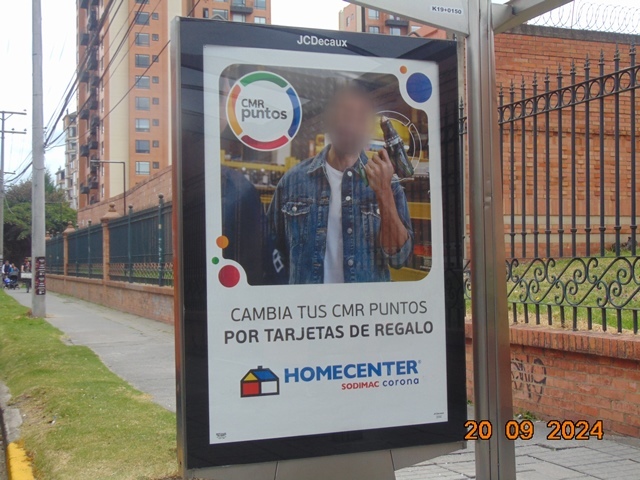 K19+0150
JCDecaux
CMR
puntos
CAMBIA TUS CMR PUNTOS
POR TARJETAS DE REGALO
HOMECENTER
SODIMAC corona
20 09 2024